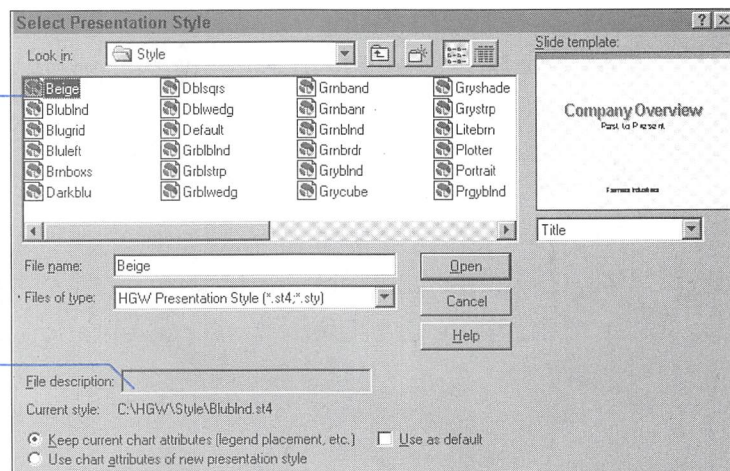 Select Presentation Style
Look in: Style
Slide template:
Beige Dblsqrs Grnband Gryshade
Blublnd Dblwedg Grnbanr Grystrp
Blugrid Default Grnblnd Litebrn
Bluleft Grblblnd Grnbrdr Plotter
Brnboxs Grblstrp Gryblnd Portrait
Darkblu Grblwedg Grycube Prgyblnd
Company Overview
Past to Present
Title
File name: Beige Open
Files of type: HGW Presentation Style (*.st4;*.sty) Cancel
Help
File description:
Current style: C:\HGW\Style\Blublnd.st4
Keep current chart attributes (legend placement, etc.) Use as default
Use chart attributes of new presentation style